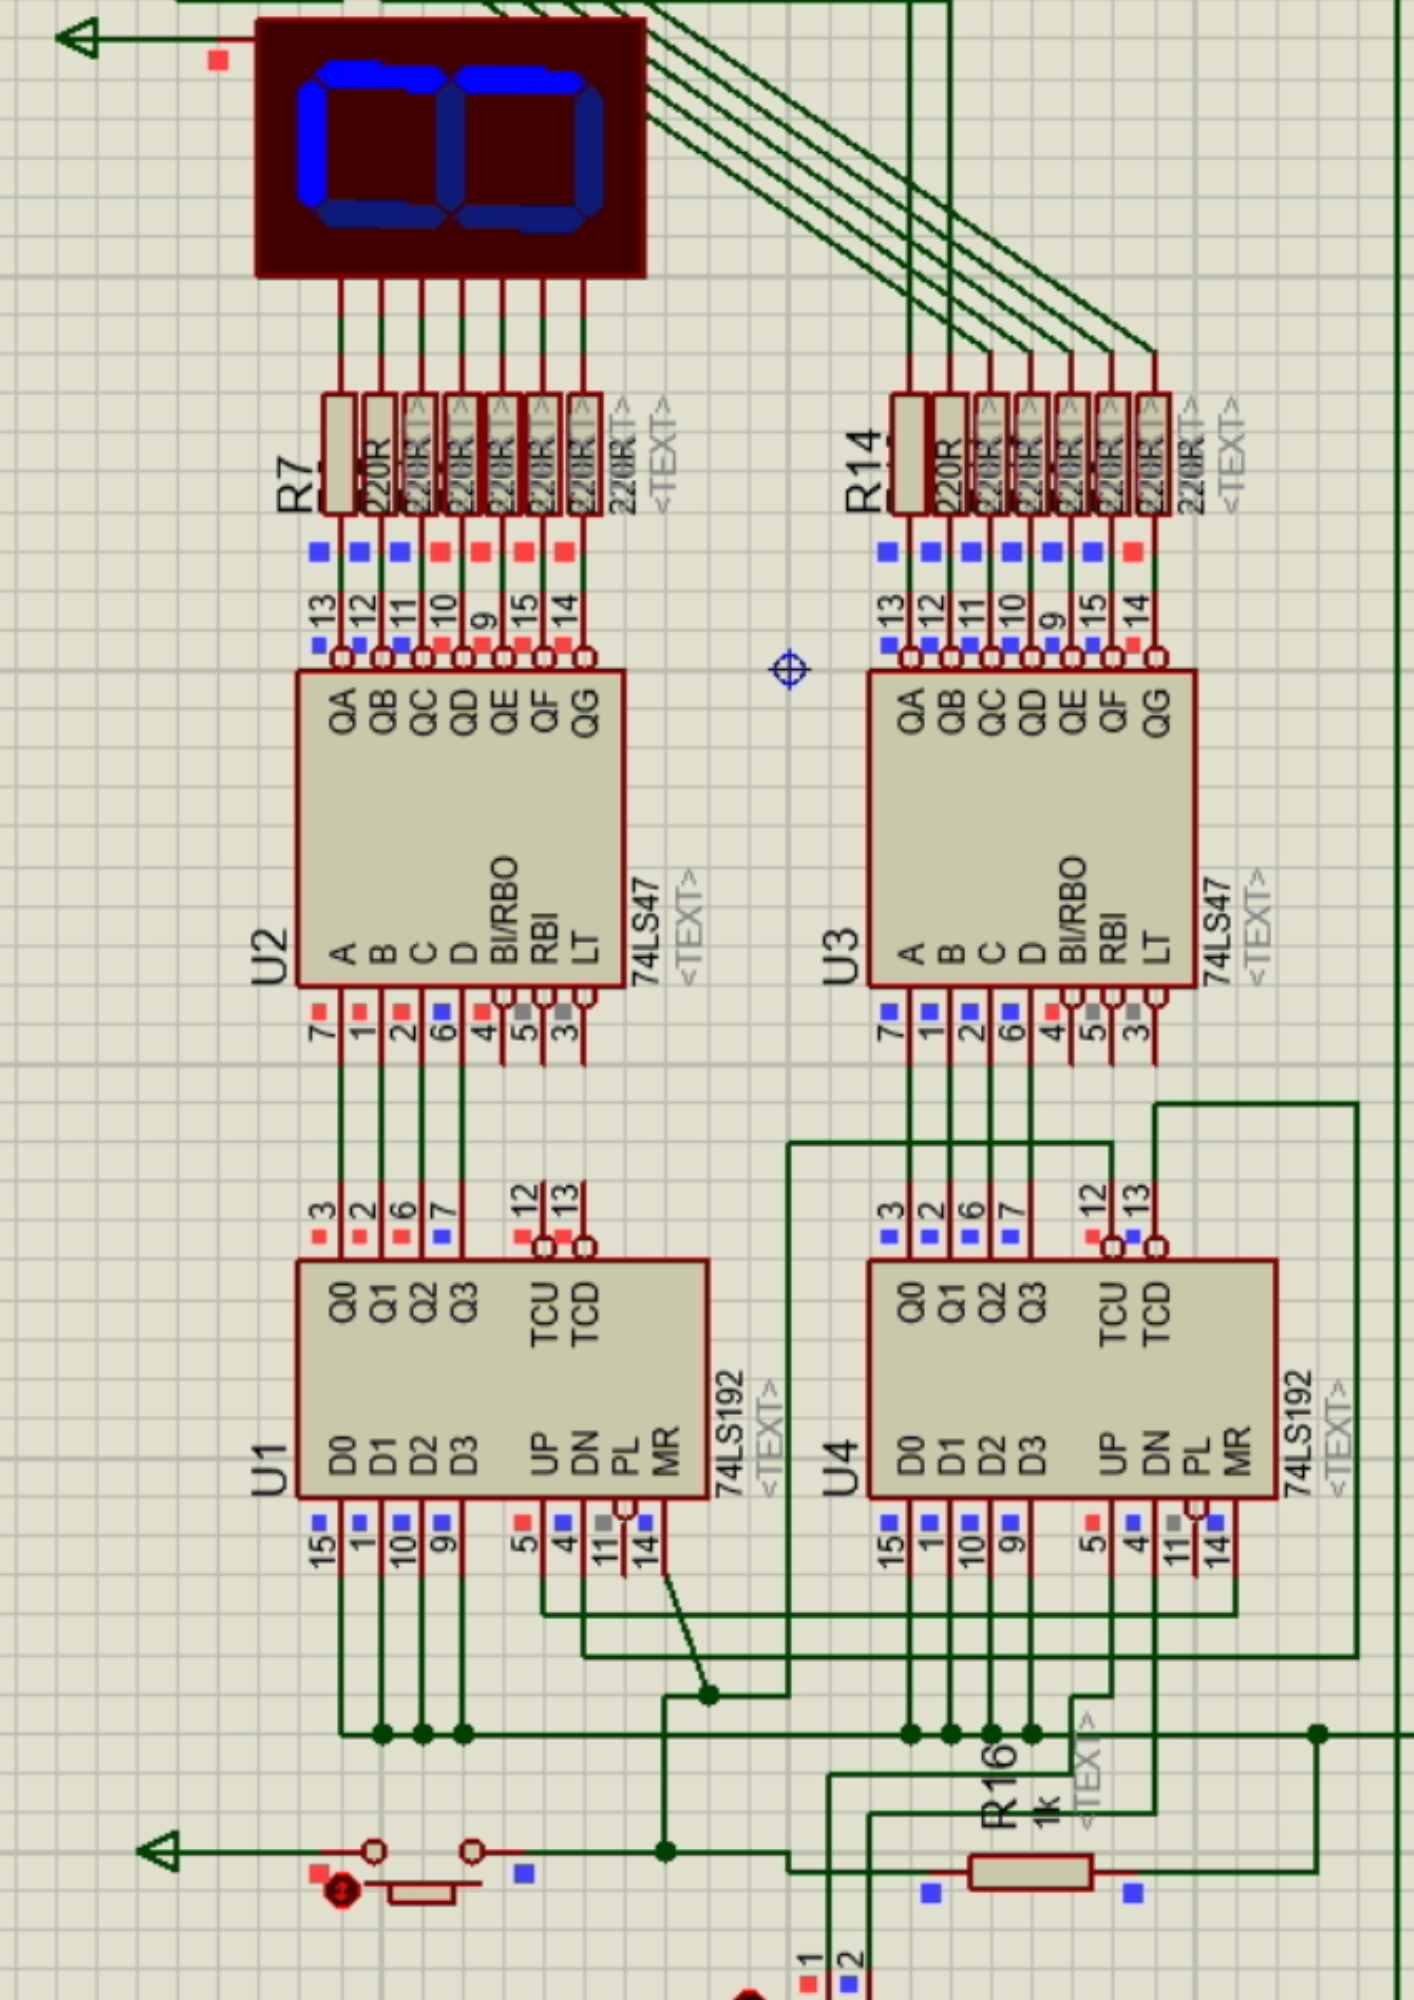 R7
220R
220R
220R
220R
220R
220R
220R
<TEXT>
R14
220R
220R
220R
220R
220R
220R
220R
<TEXT>
13 12 11 10 9 15 14
13 12 11 10 9 15 14
QA QB QC QD QE QF QG
QA QB QC QD QE QF QG
U2
A B C D BI/RBO RBI LT
74LS47
<TEXT>
U3
A B C D BI/RBO RBI LT
74LS47
<TEXT>
7 1 2 6 4 5 3
7 1 2 6 4 5 3
3 2 6 7 12 13
3 2 6 7 12 13
Q0 Q1 Q2 Q3 TCU TCD
Q0 Q1 Q2 Q3 TCU TCD
U1
D0 D1 D2 D3 UP DN PL MR
74LS192
<TEXT>
U4
D0 D1 D2 D3 UP DN PL MR
74LS192
<TEXT>
15 1 10 9 5 4 11 14
15 1 10 9 5 4 11 14
R16
1k
<TEXT>
1 2